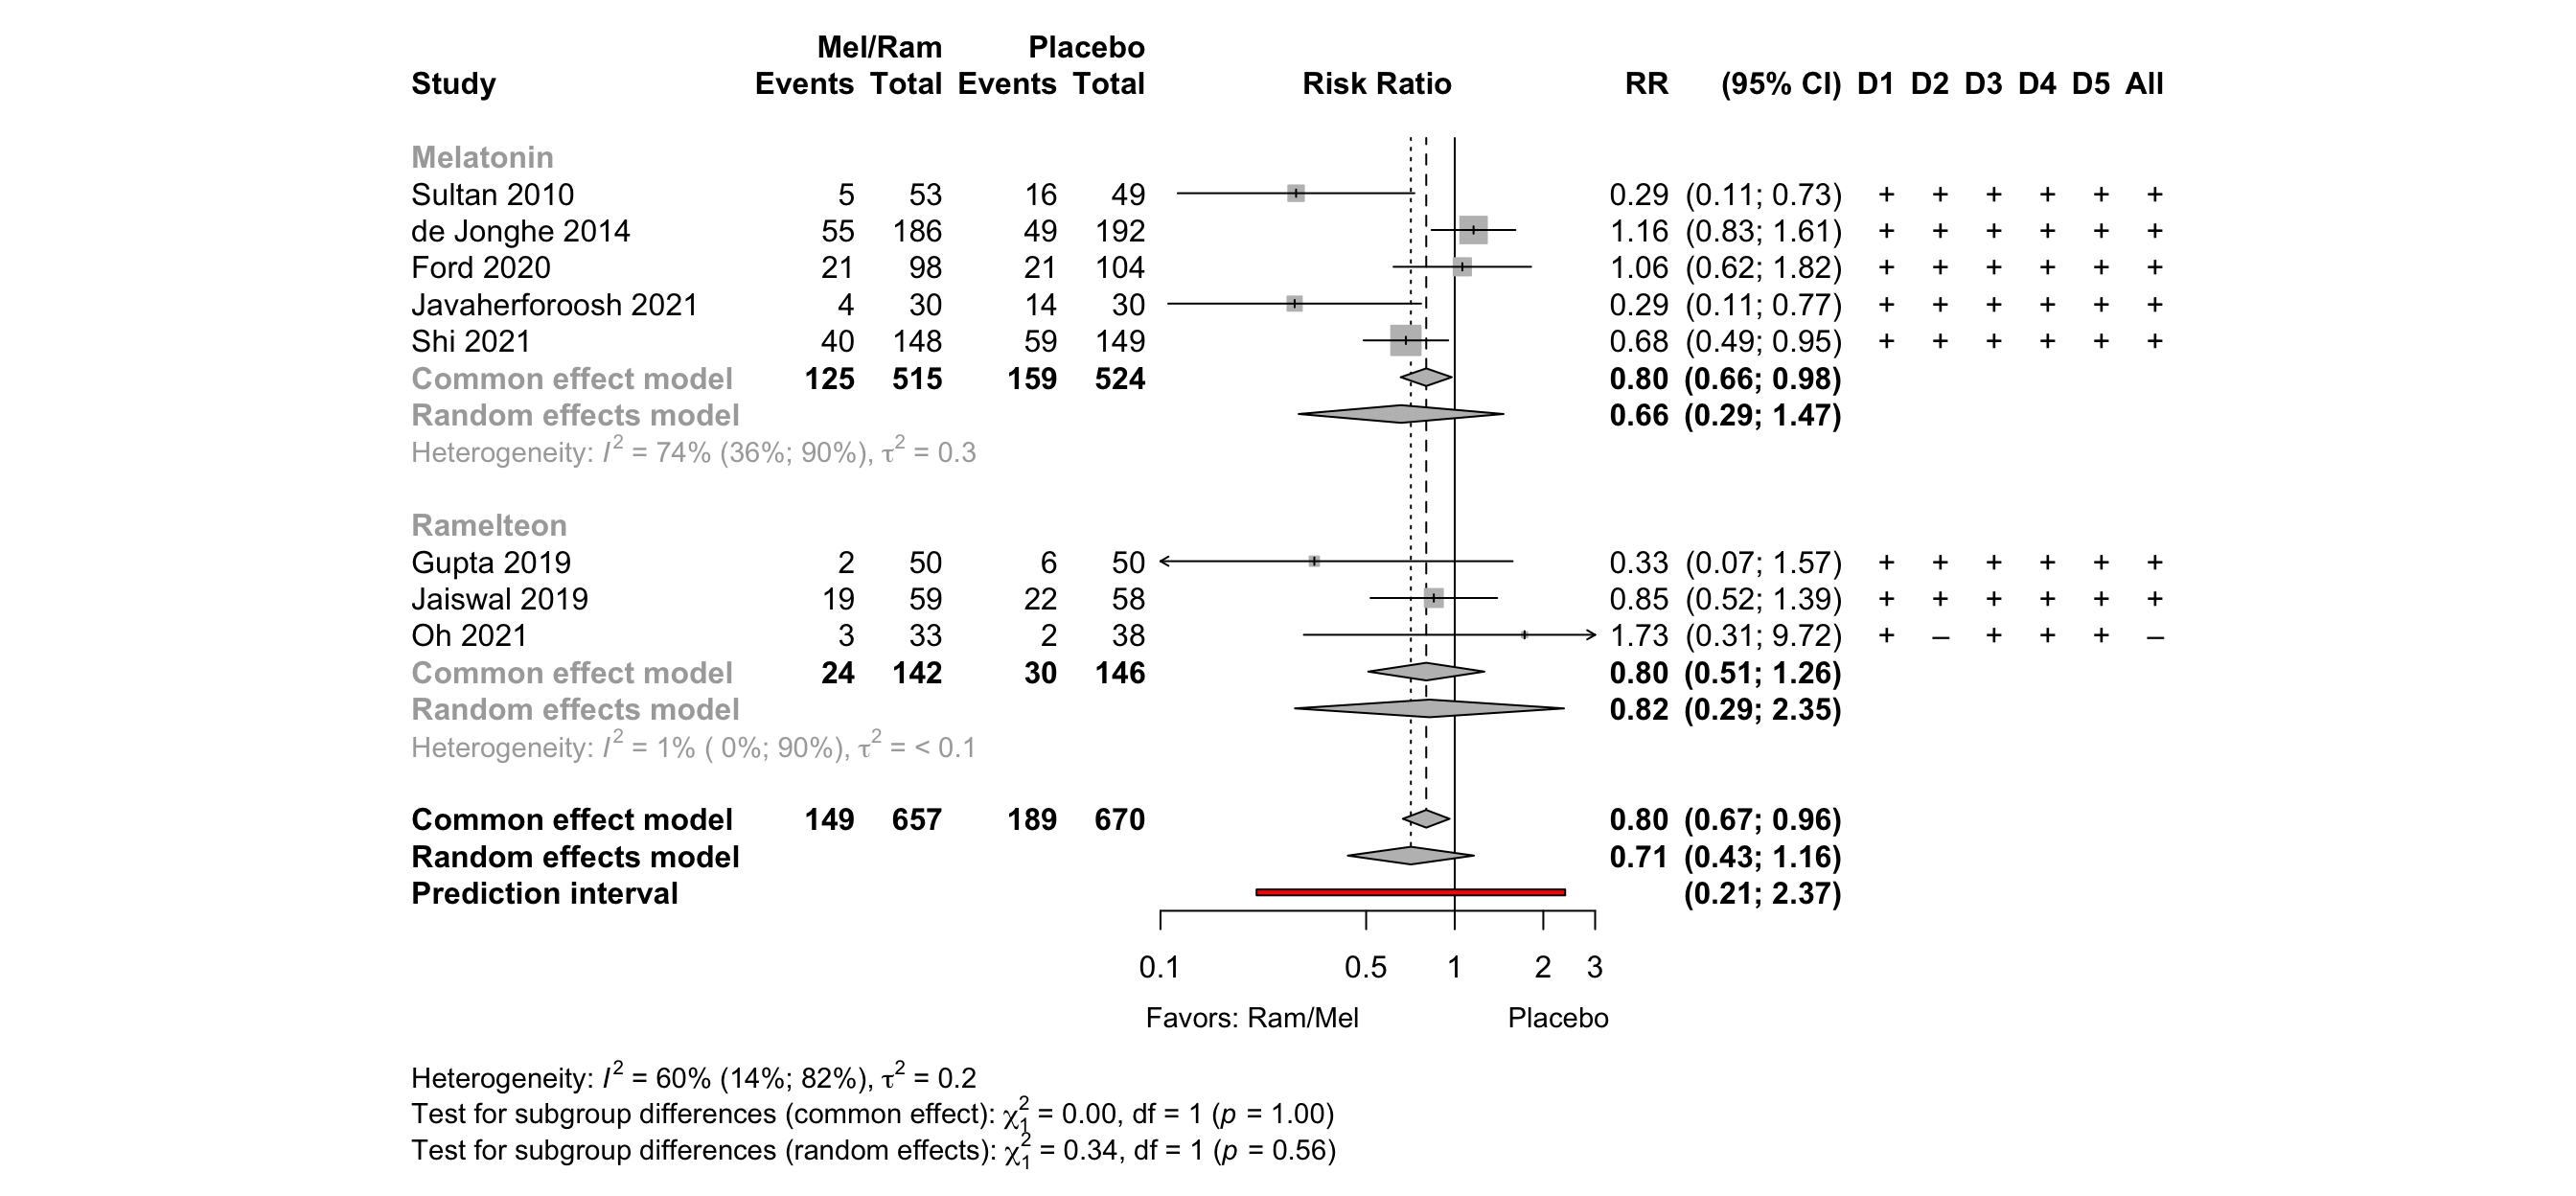 Mel/Ram Placebo
Study Events Total Events Total Risk Ratio RR (95% CI) D1 D2 D3 D4 D5 All
Melatonin
Sultan 2010 5 53 16 49 0.29 (0.11; 0.73) + + + + + +
de Jonghe 2014 55 186 49 192 1.16 (0.83; 1.61) + + + + + +
Ford 2020 21 98 21 104 1.06 (0.62; 1.82) + + + + + +
Javaherforoosh 2021 4 30 14 30 0.29 (0.11; 0.77) + + + + + +
Shi 2021 40 148 59 149 0.68 (0.49; 0.95) + + + + + +
Common effect model 125 515 159 524 0.80 (0.66; 0.98)
Random effects model 0.66 (0.29; 1.47)
Heterogeneity: I² = 74% (36%; 90%), τ² = 0.3
Ramelteon
Gupta 2019 2 50 6 50 0.33 (0.07; 1.57) + + + + + +
Jaiswal 2019 19 59 22 58 0.85 (0.52; 1.39) + + + + + +
Oh 2021 3 33 2 38 1.73 (0.31; 9.72) + – + + + –
Common effect model 24 142 30 146 0.80 (0.51; 1.26)
Random effects model 0.82 (0.29; 2.35)
Heterogeneity: I² = 1% ( 0%; 90%), τ² = < 0.1
Common effect model 149 657 189 670 0.80 (0.67; 0.96)
Random effects model 0.71 (0.43; 1.16)
Prediction interval (0.21; 2.37)
0.1 0.5 1 2 3
Favors: Ram/Mel Placebo
Heterogeneity: I² = 60% (14%; 82%), τ² = 0.2
Test for subgroup differences (common effect): χ₁² = 0.00, df = 1 (p = 1.00)
Test for subgroup differences (random effects): χ₁² = 0.34, df = 1 (p = 0.56)